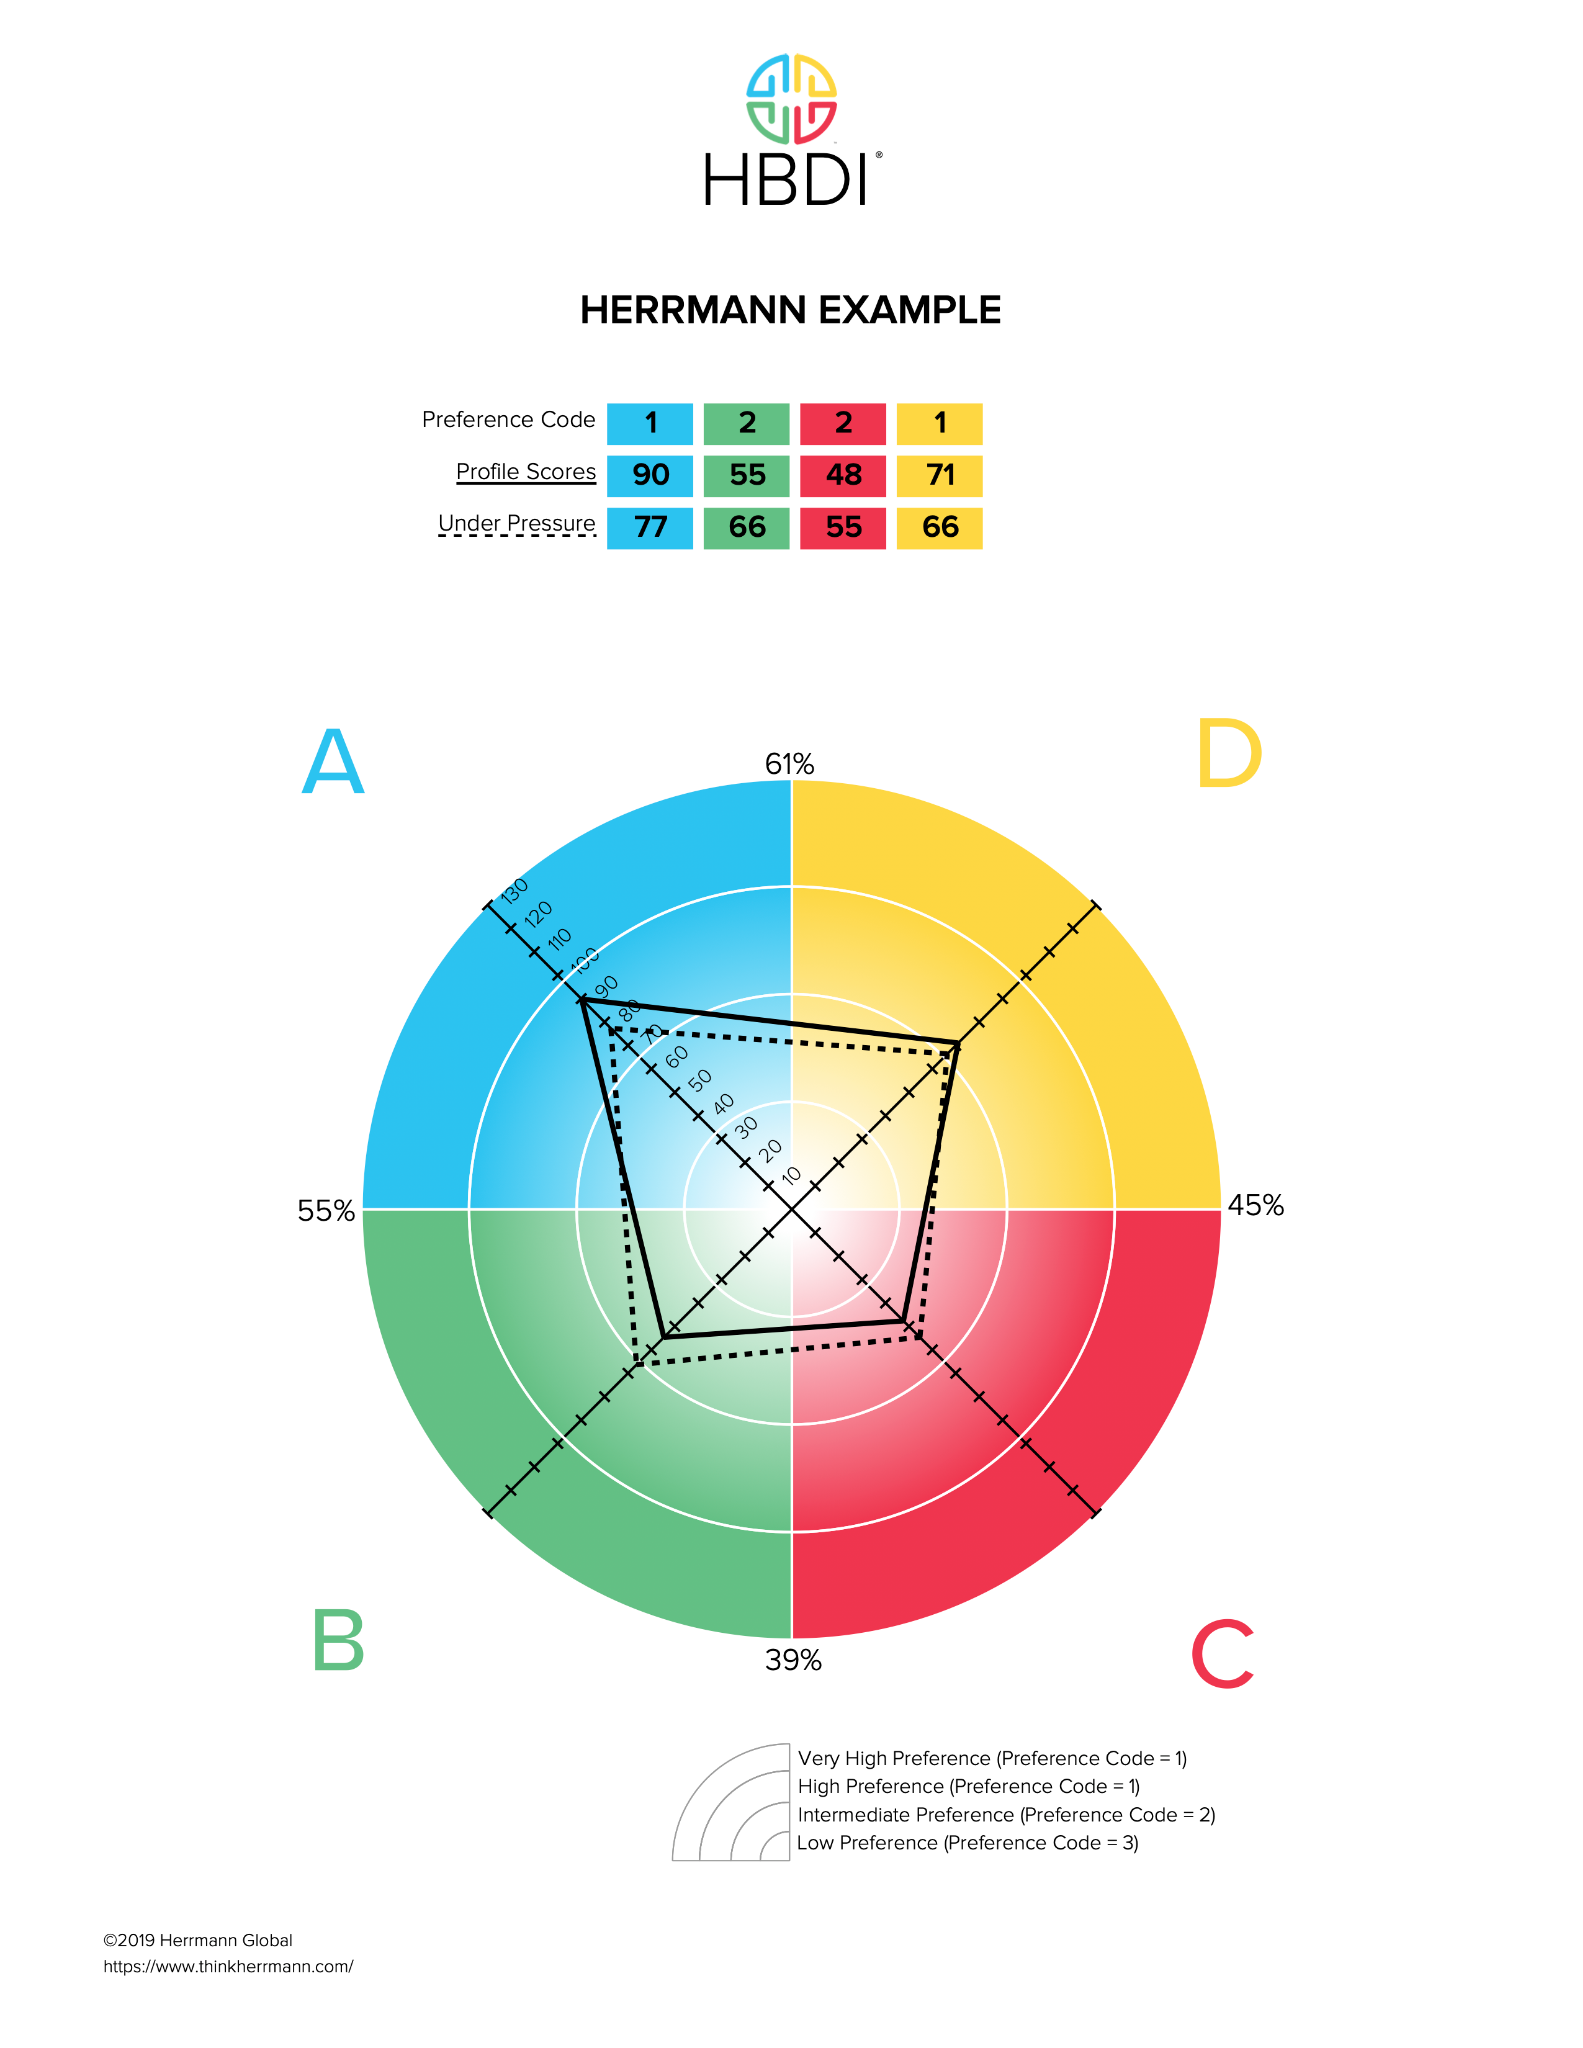 HBDI®
HERRMANN EXAMPLE
Preference Code 1 2 2 1
Profile Scores 90 55 48 71
Under Pressure 77 66 55 66
A
D
61%
130
120
110
100
90
80
70
60
50
40
30
20
10
55%
45%
B
C
39%
Very High Preference (Preference Code = 1)
High Preference (Preference Code = 1)
Intermediate Preference (Preference Code = 2)
Low Preference (Preference Code = 3)
©2019 Herrmann Global
https://www.thinkherrmann.com/